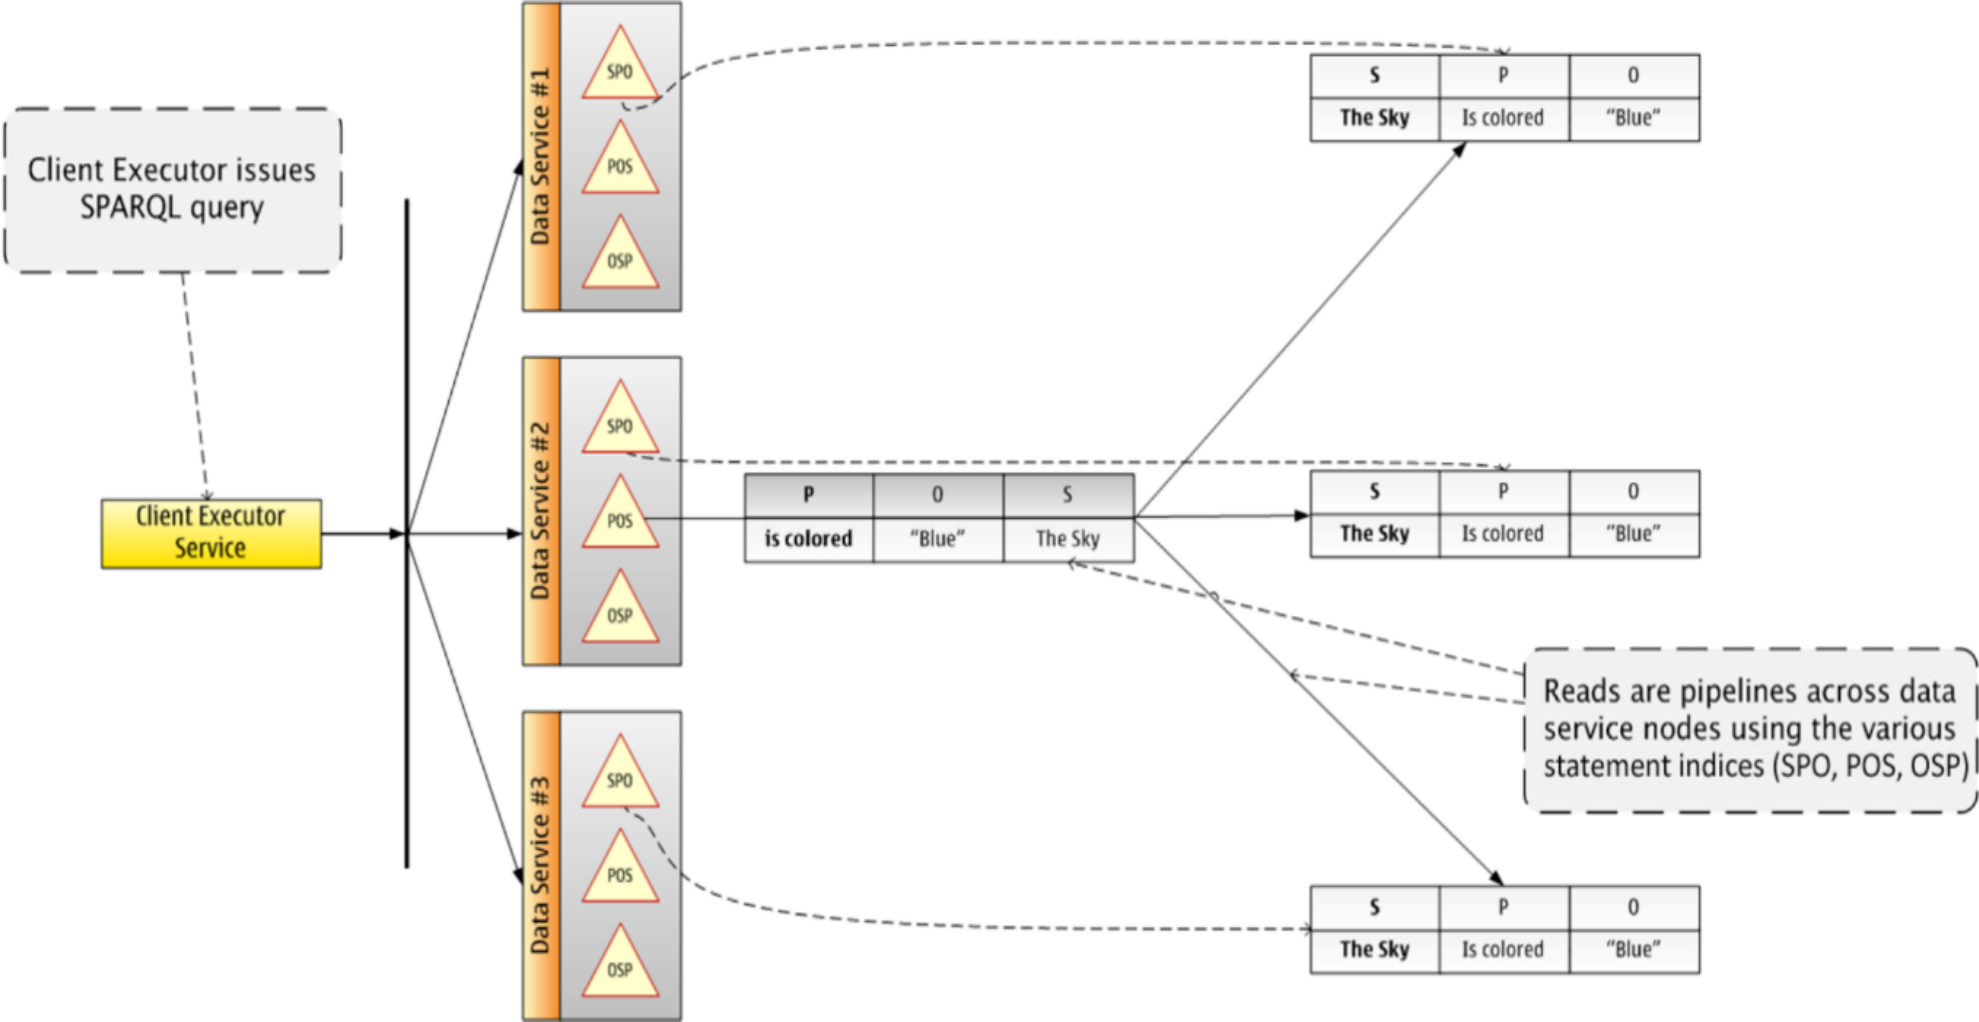 Client Executor issues
SPARQL query
Client Executor
Service
Data Service #1
SPO
POS
OSP
Data Service #2
SPO
POS
OSP
Data Service #3
SPO
POS
OSP
P O S
is colored “Blue” The Sky
S P O
The Sky Is colored “Blue”
S P O
The Sky Is colored “Blue”
Reads are pipelines across data
service nodes using the various
statement indices (SPO, POS, OSP)
S P O
The Sky Is colored “Blue”